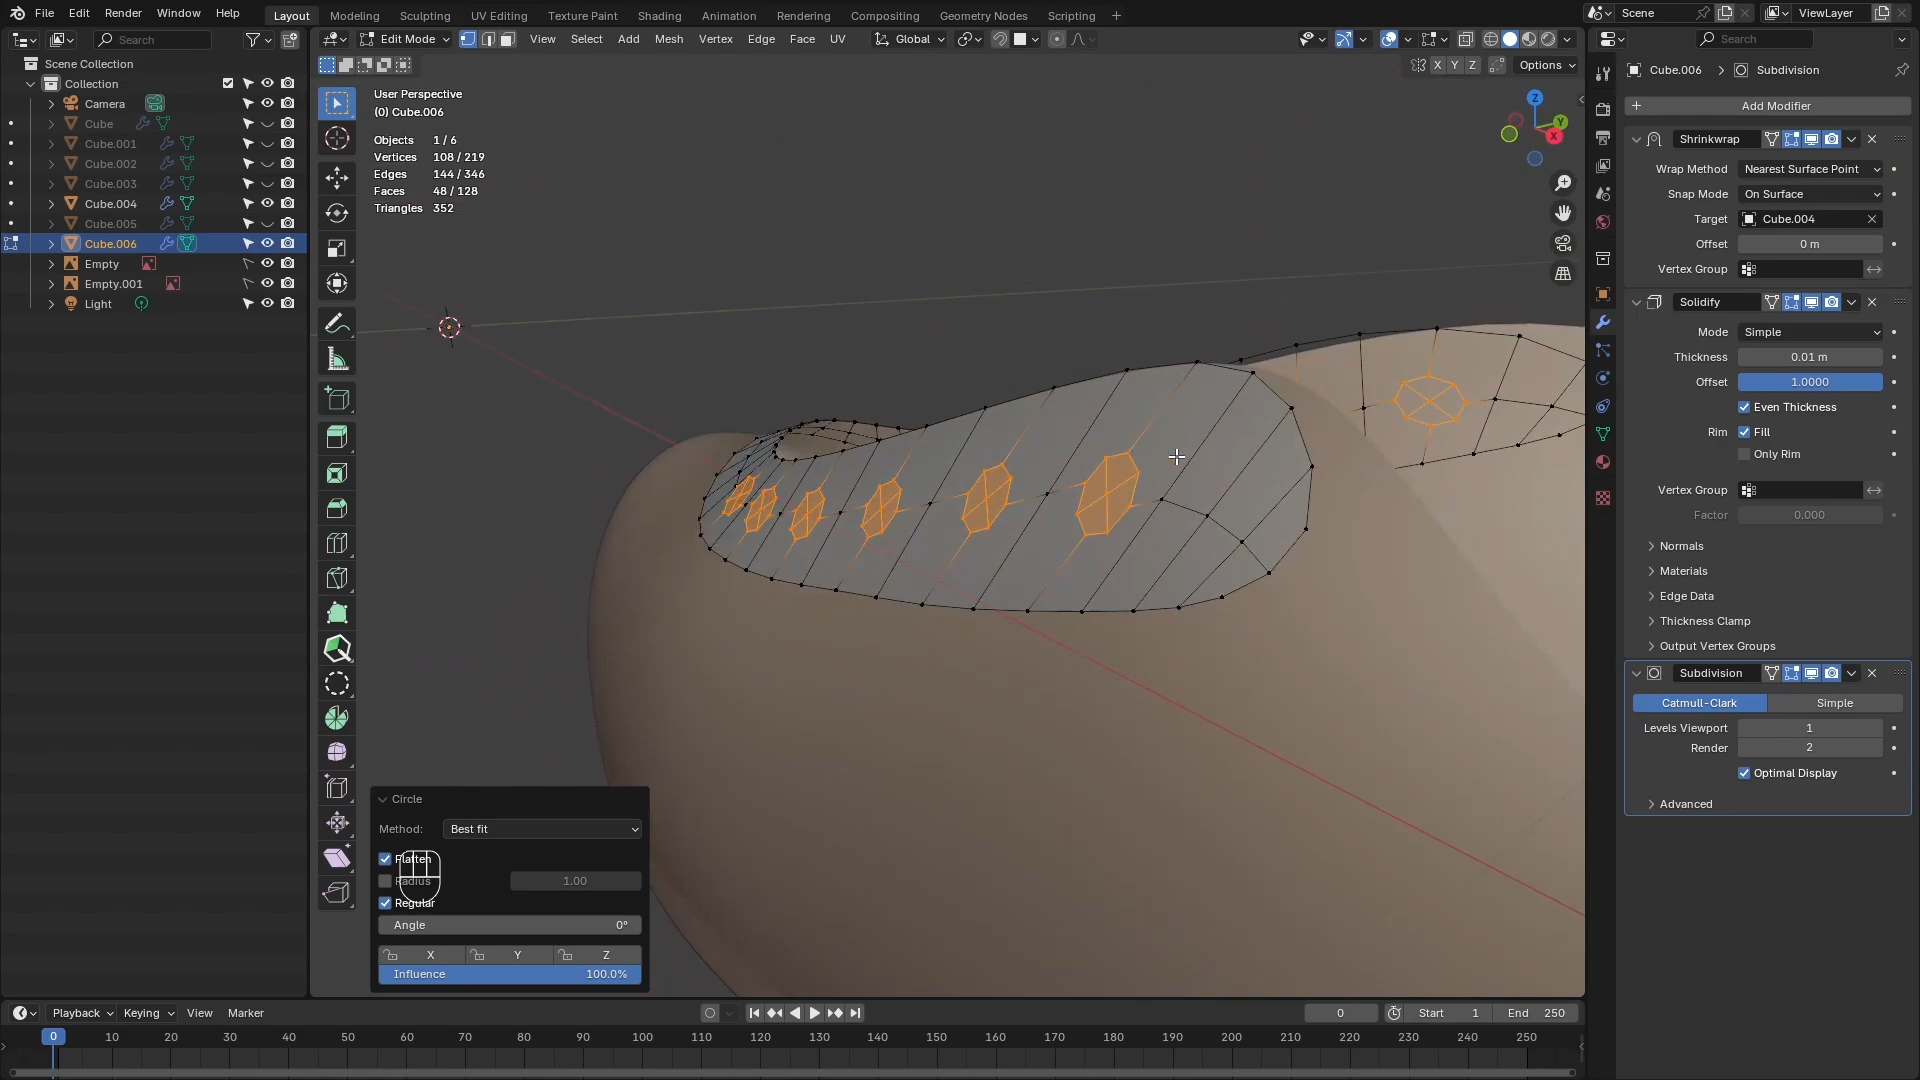 File Edit Render Window Help Layout Modeling Sculpting UV Editing Texture Paint Shading Animation Rendering Compositing Geometry Nodes Scripting + Scene ViewLayer
Search Edit Mode View Select Add Mesh Vertex Edge Face UV Global Search
X Y Z Options
Scene Collection
Collection
Camera
Cube
Cube.001
Cube.002
Cube.003
Cube.004
Cube.005
Cube.006
Empty
Empty.001
Light
User Perspective
(0) Cube.006
Objects 1 / 6
Vertices 108 / 219
Edges 144 / 346
Faces 48 / 128
Triangles 352
Z
Y
X
Circle
Method: Best fit
Flatten
Radius 1.00
Regular
Angle 0°
X Y Z
Influence 100.0%
Cube.006 Subdivision
Add Modifier
Shrinkwrap
Wrap Method Nearest Surface Point
Snap Mode On Surface
Target Cube.004
Offset 0 m
Vertex Group
Solidify
Mode Simple
Thickness 0.01 m
Offset 1.0000
Even Thickness
Rim Fill
Only Rim
Vertex Group
Factor 0.000
Normals
Materials
Edge Data
Thickness Clamp
Output Vertex Groups
Subdivision
Catmull-Clark Simple
Levels Viewport 1
Render 2
Optimal Display
Advanced
Playback Keying View Marker 0 Start 1 End 250
0 10 20 30 40 50 60 70 80 90 100 110 120 130 140 150 160 170 180 190 200 210 220 230 240 250